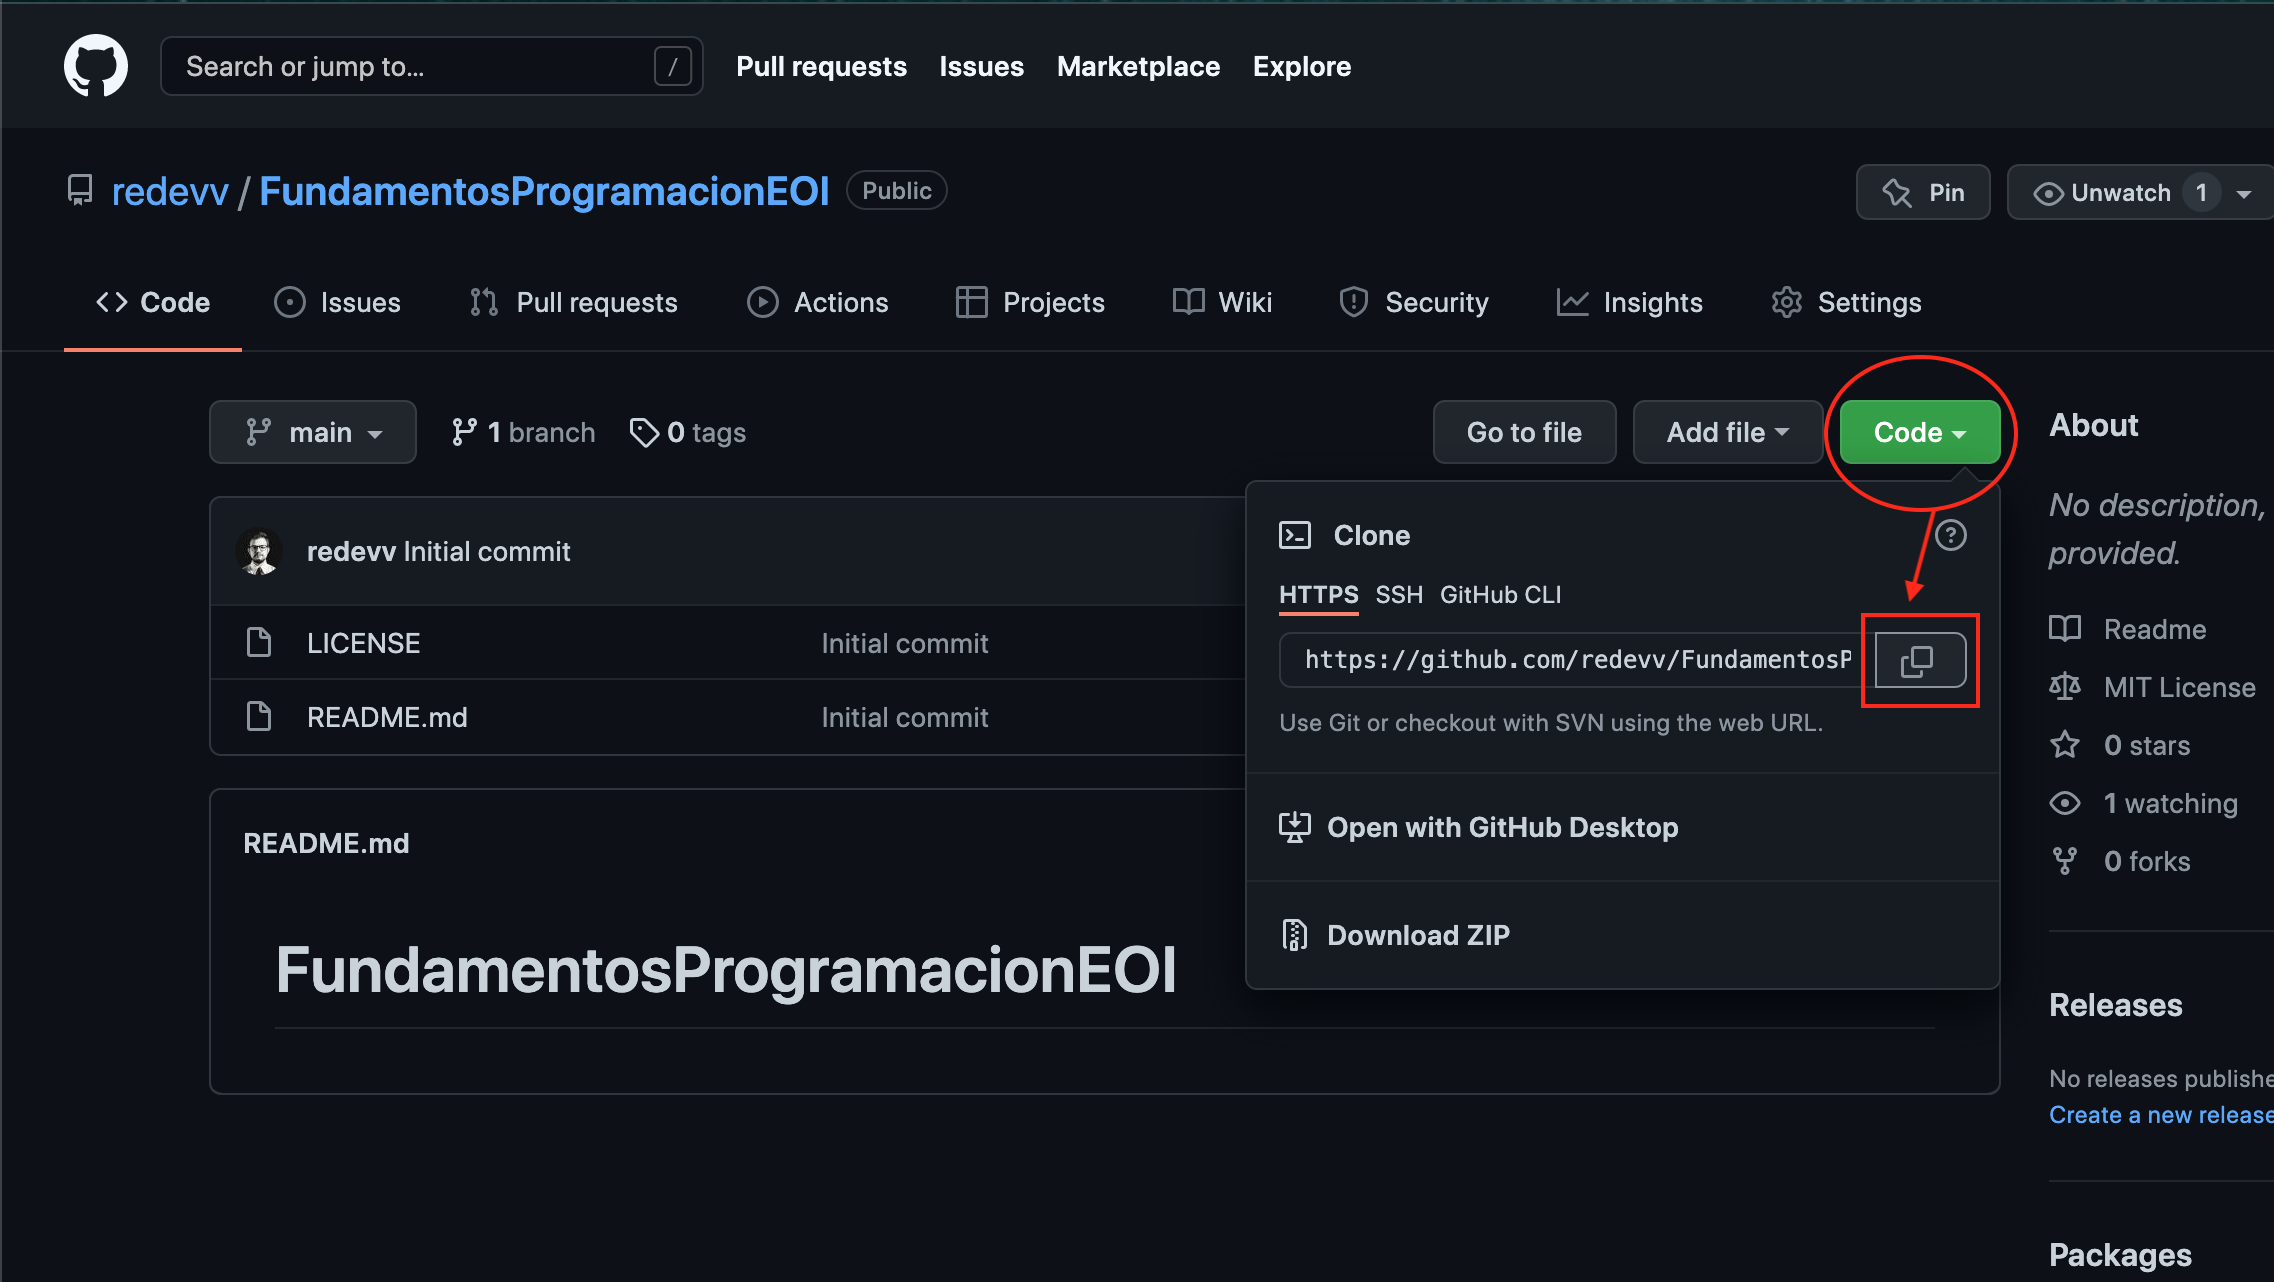 Search or jump to... / Pull requests Issues Marketplace Explore
redevv / FundamentosProgramacionEOI Public Pin Unwatch 1
Code Issues Pull requests Actions Projects Wiki Security Insights Settings
main 1 branch 0 tags Go to file Add file Code
redevv Initial commit
LICENSE Initial commit
README.md Initial commit
README.md
FundamentosProgramacionEOI
Clone
HTTPS SSH GitHub CLI
https://github.com/redevv/FundamentosP
Use Git or checkout with SVN using the web URL.
Open with GitHub Desktop
Download ZIP
About
No description,
provided.
Readme
MIT License
0 stars
1 watching
0 forks
Releases
No releases publishe
Create a new release
Packages